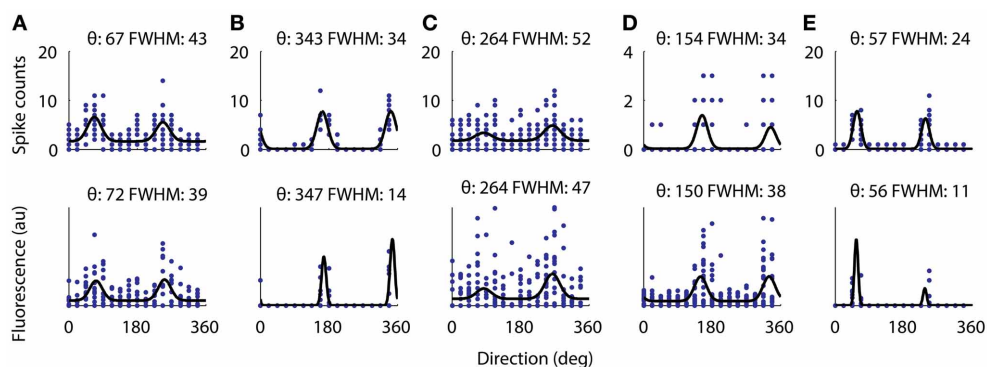 A B C D E
θ: 67 FWHM: 43 θ: 343 FWHM: 34 θ: 264 FWHM: 52 θ: 154 FWHM: 34 θ: 57 FWHM: 24
Spike counts
20 20 20 4 20
10 10 10 2 10
0 0 0 0 0
θ: 72 FWHM: 39 θ: 347 FWHM: 14 θ: 264 FWHM: 47 θ: 150 FWHM: 38 θ: 56 FWHM: 11
Fluorescence (au)
0 180 360 0 180 360 0 180 360 0 180 360 0 180 360
Direction (deg)